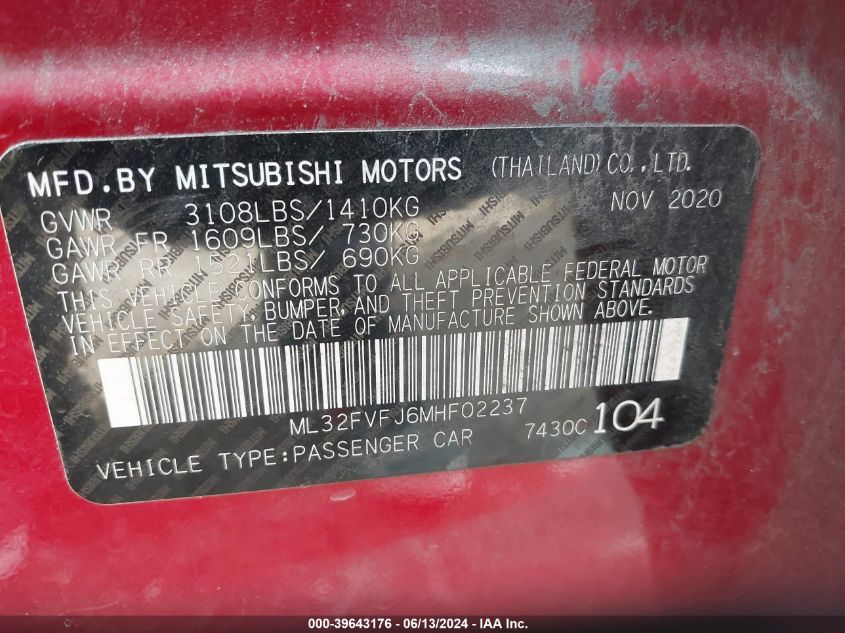 MFD.BY MITSUBISHI MOTORS (THAILAND) CO.,LTD.
GVWR 3108LBS/1410KG NOV 2020
GAWR FR 1609LBS/ 730KG
GAWR RR 1521LBS/ 690KG
THIS VEHICLE CONFORMS TO ALL APPLICABLE FEDERAL MOTOR
VEHICLE SAFETY, BUMPER, AND THEFT PREVENTION STANDARDS
IN EFFECT ON THE DATE OF MANUFACTURE SHOWN ABOVE.
ML32FVFJ6MHF02237
VEHICLE TYPE:PASSENGER CAR 7430C 104
000-39643176 - 06/13/2024 - IAA Inc.